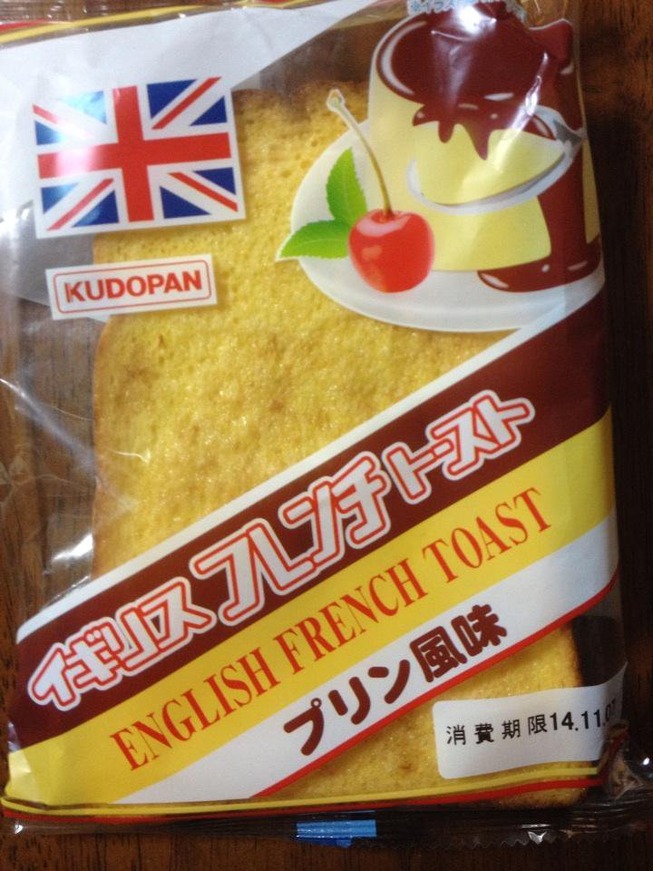 KUDOPAN
イギリス フレンチ トースト
ENGLISH FRENCH TOAST
プリン風味
消費期限14.11.07